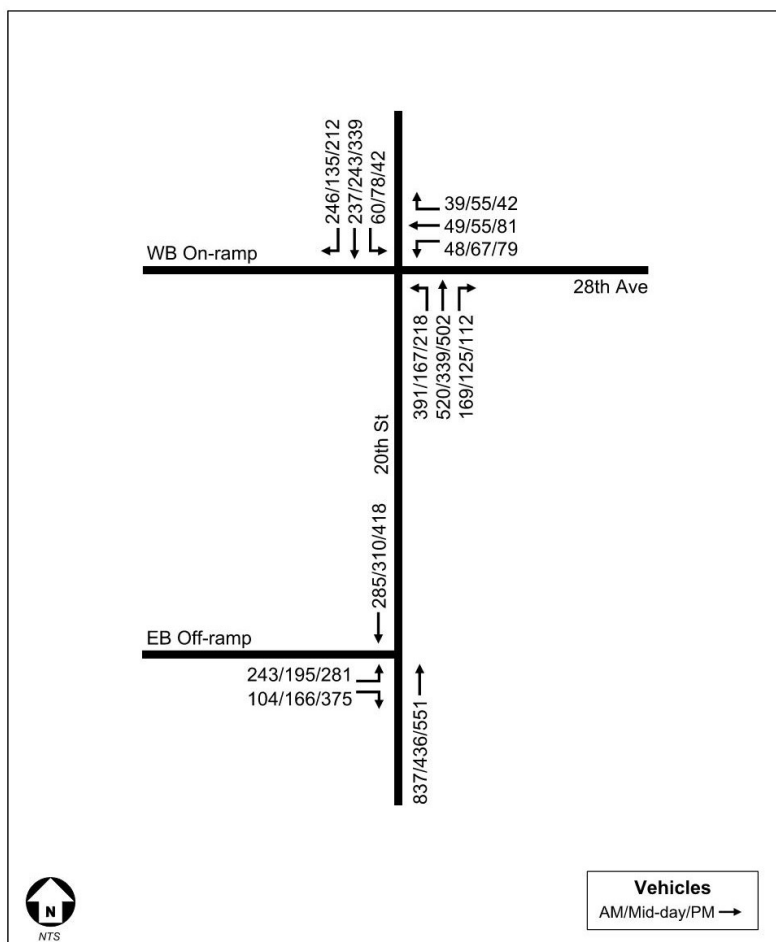 246/135/212
237/243/339
60/78/42
39/55/42
49/55/81
48/67/79
WB On-ramp
28th Ave
391/167/218
520/339/502
169/125/112
20th St
285/310/418
EB Off-ramp
243/195/281
104/166/375
837/436/551
N
NTS
Vehicles
AM/Mid-day/PM